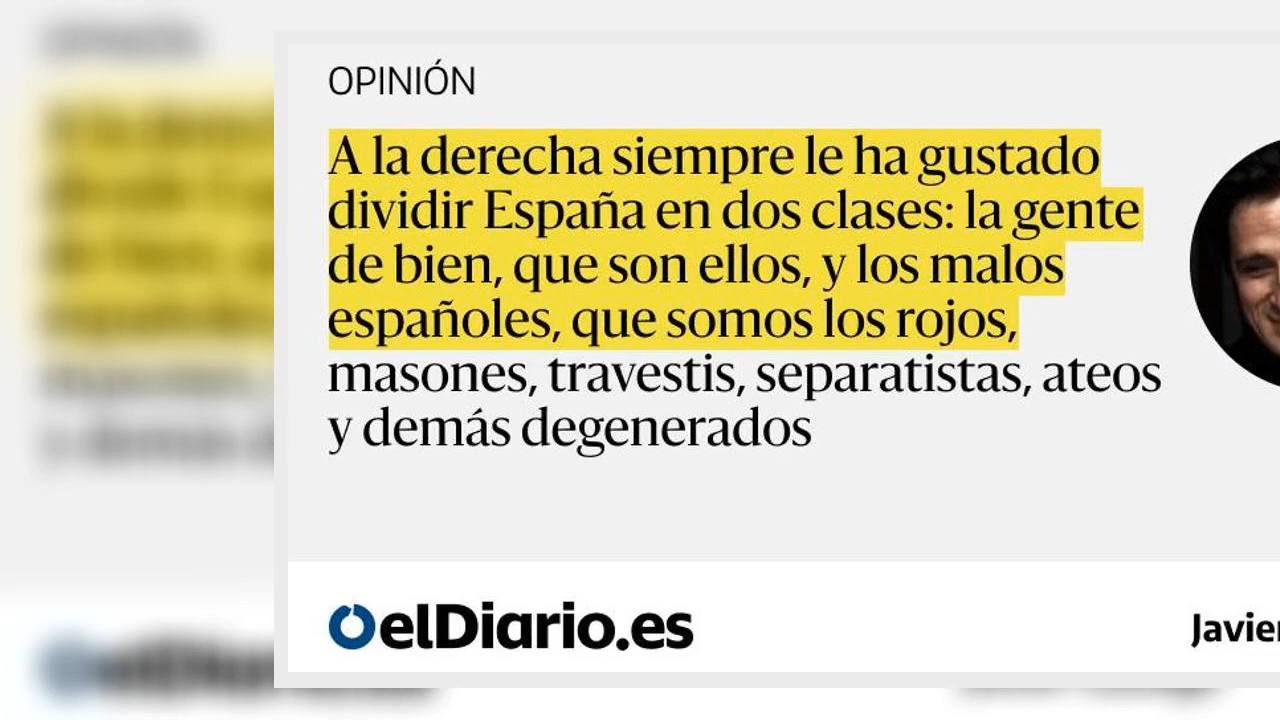 OPINIÓN
A la derecha siempre le ha gustado
dividir España en dos clases: la gente
de bien, que son ellos, y los malos
españoles, que somos los rojos,
masones, travestis, separatistas, ateos
y demás degenerados
elDiario.es
Javier